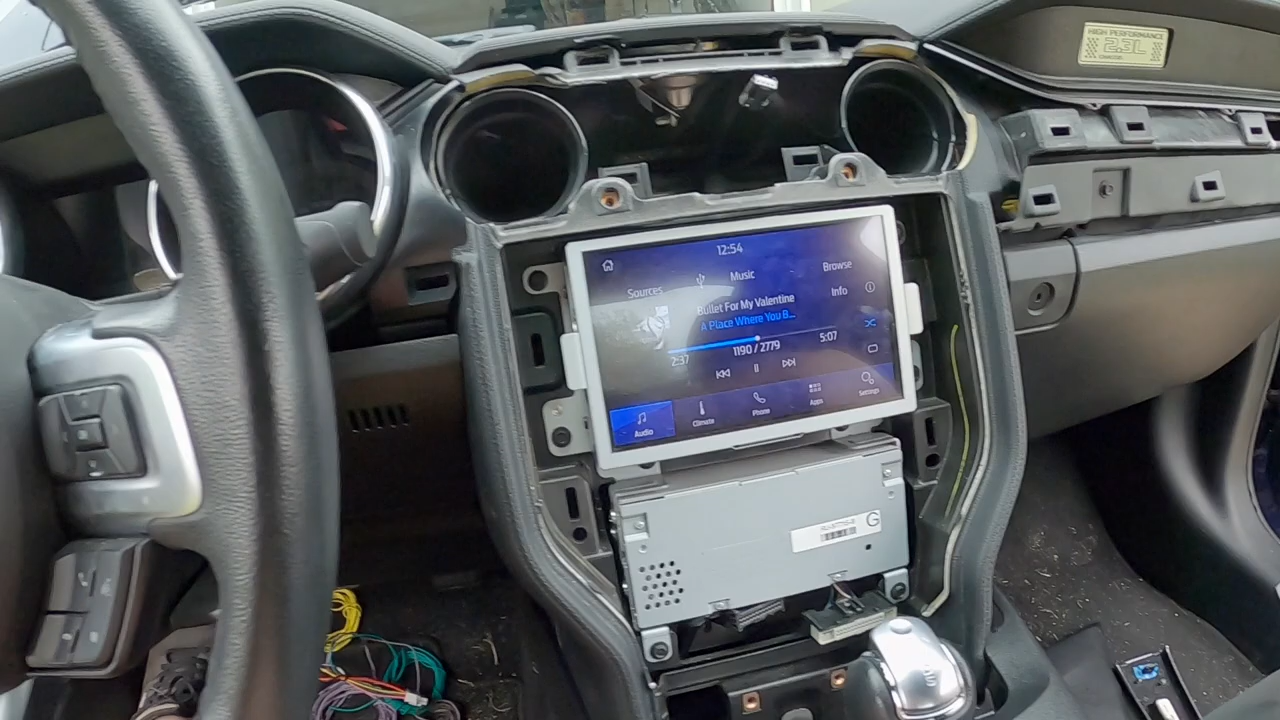 HIGH PERFORMANCE
2.3L
12:54
Music
Browse
Sources
Info
Bullet For My Valentine
A Place Where You B...
2:37
1190 / 2779
5:07
Audio
Climate
Phone
Apps
Settings
G